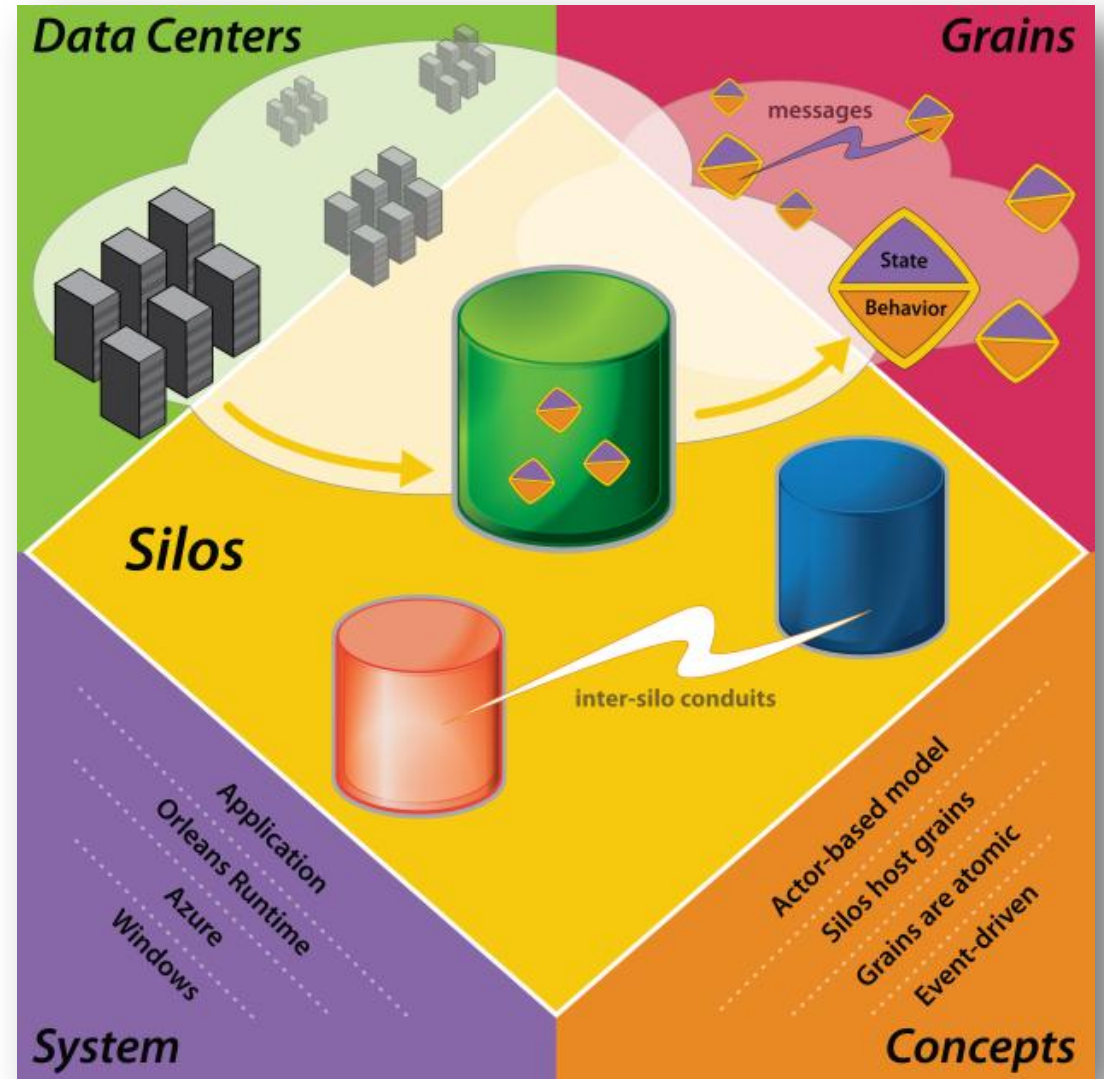 Data Centers
Grains
messages
State
Behavior
Silos
inter-silo conduits
Application
Orleans Runtime
Azure
Windows
Actor-based model
Silos host grains
Grains are atomic
Event-driven
System
Concepts